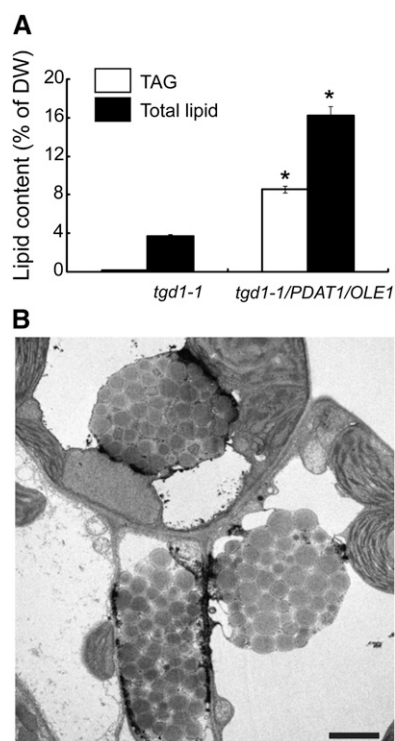 A
Lipid content (% of DW)
20
16
12
8
4
0
TAG
Total lipid
*
*
tgd1-1
tgd1-1/PDAT1/OLE1
B